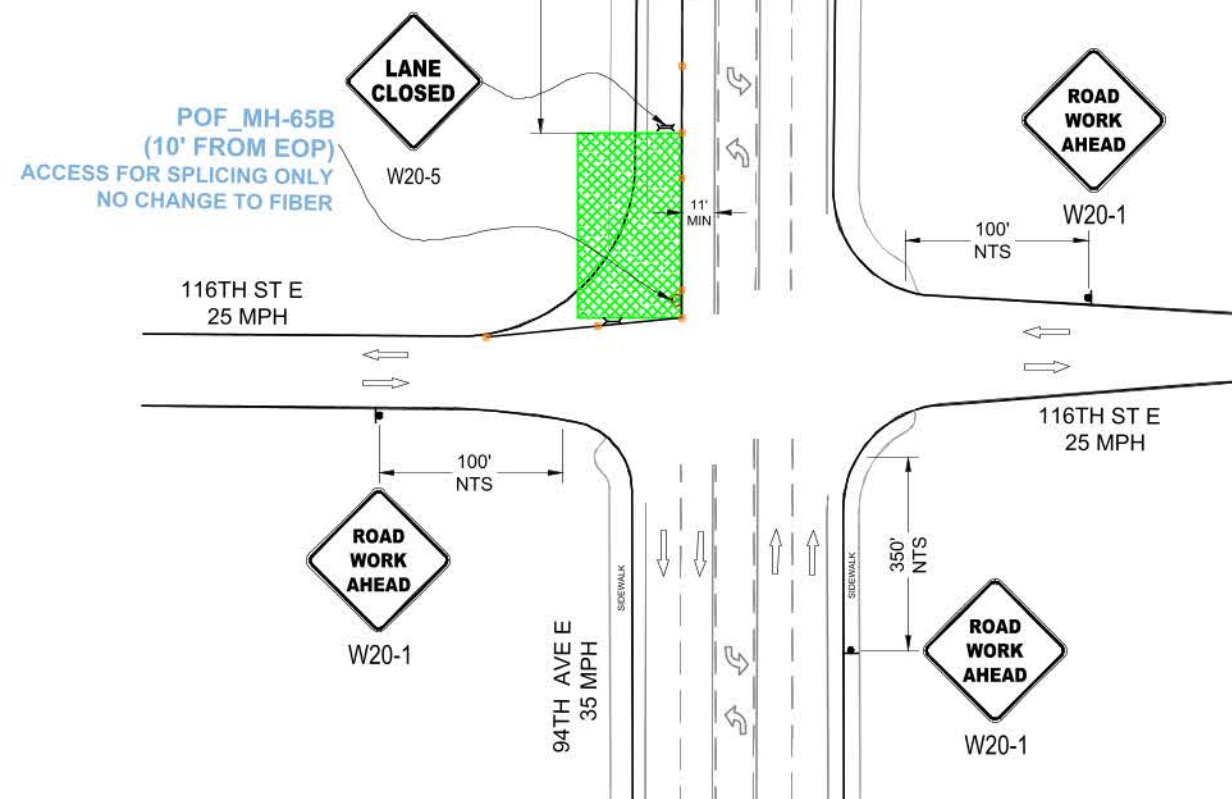 LANE
CLOSED
W20-5
POF_MH-65B
(10' FROM EOP)
ACCESS FOR SPLICING ONLY
NO CHANGE TO FIBER
11'
MIN
ROAD
WORK
AHEAD
W20-1
100'
NTS
116TH ST E
25 MPH
116TH ST E
25 MPH
100'
NTS
ROAD
WORK
AHEAD
W20-1
SIDEWALK
94TH AVE E
35 MPH
SIDEWALK
350'
NTS
ROAD
WORK
AHEAD
W20-1